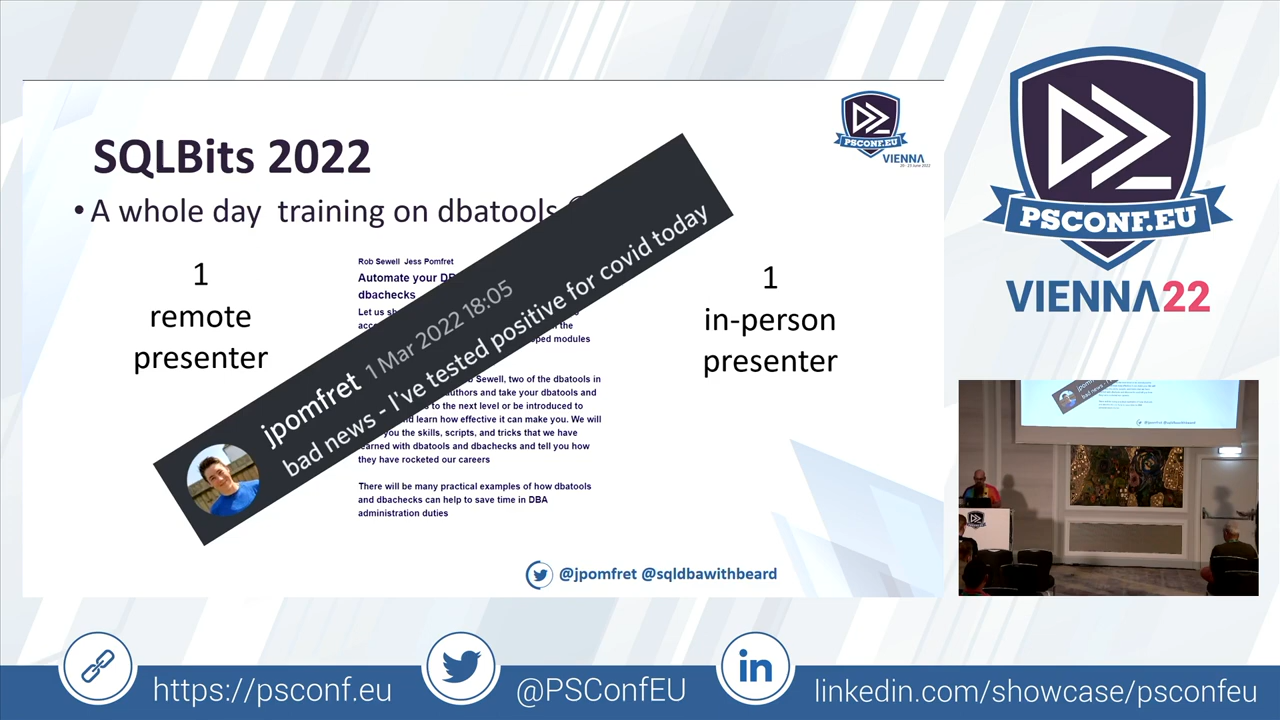 SQLBits 2022
• A whole day  training on dbatools
1
remote
presenter
Rob Sewell  Jess Pomfret
Automate your
dbachecks
Let us
the
ped modules
Sewell, two of the dbatools in
authors and take your dbatools and
to the next level or be introduced to
learn how effective it can make you. We will
you the skills, scripts, and tricks that we have
learned with dbatools and dbachecks and tell you how
they have rocketed our careers
There will be many practical examples of how dbatools
and dbachecks can help to save time in DBA
administration duties
jpomfret 1 Mar 2022 18:05
bad news - I've tested positive for covid today
1
in-person
presenter
@jpomfret @sqldbawithbeard
PSCONF.EU
VIENNA
PSCONF.EU
VIENNA22
https://psconf.eu
@PSConfEU
in
linkedin.com/showcase/psconfeu